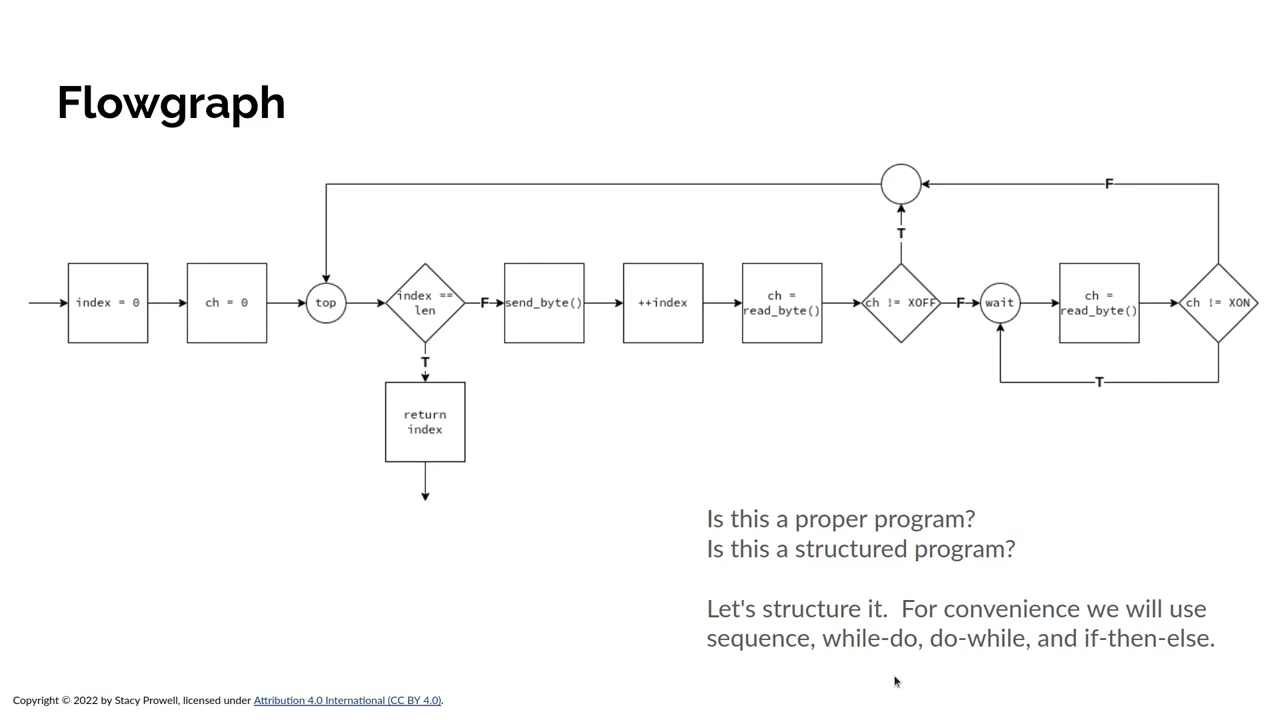 Flowgraph
F
T
index = 0
ch = 0
top
index ==
len
F
send_byte()
++index
ch =
read_byte()
ch != XOFF
F
wait
ch =
read_byte()
ch != XON
T
T
return
index
Is this a proper program?
Is this a structured program?
Let's structure it.  For convenience we will use
sequence, while-do, do-while, and if-then-else.
Copyright © 2022 by Stacy Prowell, licensed under Attribution 4.0 International (CC BY 4.0).